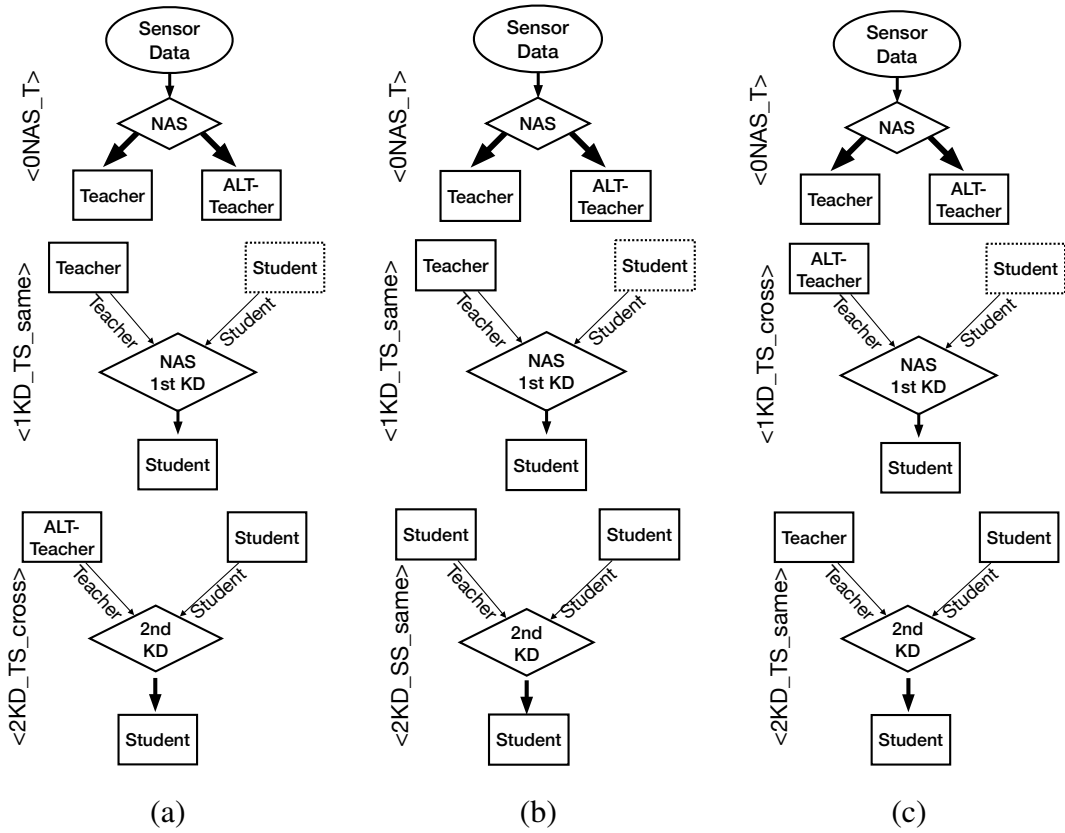 <0NAS_T>
Sensor
Data
NAS
Teacher
ALT-
Teacher
<1KD_TS_same>
Teacher
Student
Teacher
Student
NAS
1st KD
Student
<2KD_TS_cross>
ALT-
Teacher
Student
Teacher
Student
2nd
KD
Student
(a)
<0NAS_T>
Sensor
Data
NAS
Teacher
ALT-
Teacher
<1KD_TS_same>
Teacher
Student
Teacher
Student
NAS
1st KD
Student
<2KD_SS_same>
Student
Student
Teacher
Student
2nd
KD
Student
(b)
<0NAS_T>
Sensor
Data
NAS
Teacher
ALT-
Teacher
<1KD_TS_cross>
ALT-
Teacher
Student
Teacher
Student
NAS
1st KD
Student
<2KD_TS_same>
Teacher
Student
Teacher
Student
2nd
KD
Student
(c)